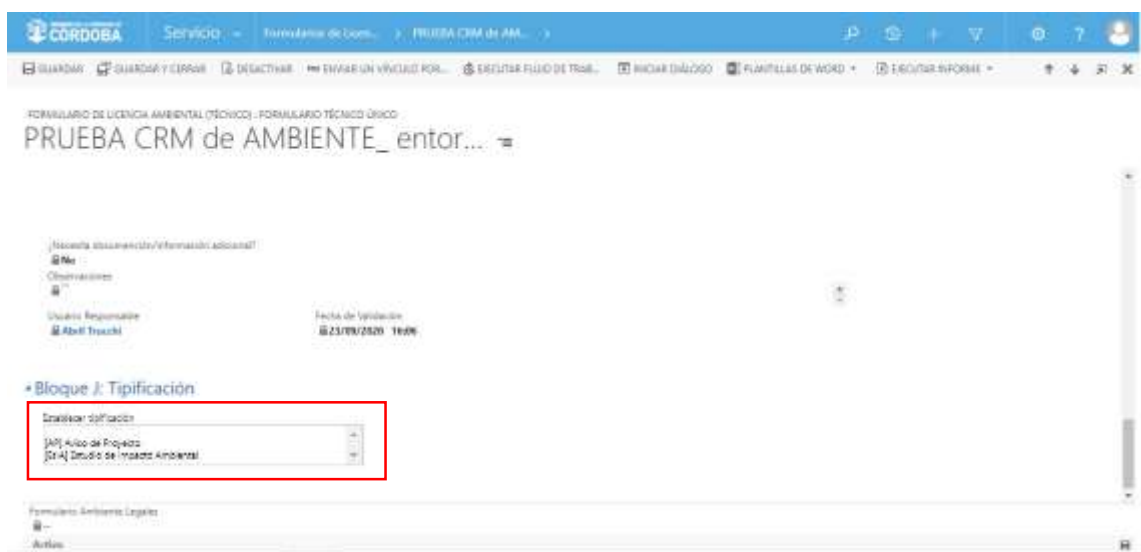 CÓRDOBA Servicio PRUEBA CRM de AM...
GUARDAR GUARDAR Y CERRAR DESACTIVAR ENVIAR UN VÍNCULO POR... EJECUTAR FLUJO DE TRAB... INICIAR DIÁLOGO PLANTILLAS DE WORD EJECUTAR INFORME
FORMULARIO DE LICENCIA AMBIENTAL (TÉCNICO) : FORMULARIO TÉCNICO ÚNICO
PRUEBA CRM de AMBIENTE_ entor...
¿Necesita documentación/información adicional?
No
Observaciones
--
Usuario Responsable Fecha de Validación
Abril Trucchi 23/09/2020 16:06
Bloque J: Tipificación
Establecer tipificación
[AP] Aviso de Proyecto
[EsIA] Estudio de Impacto Ambiental
Formulario Ambiente Legales
--
Activo